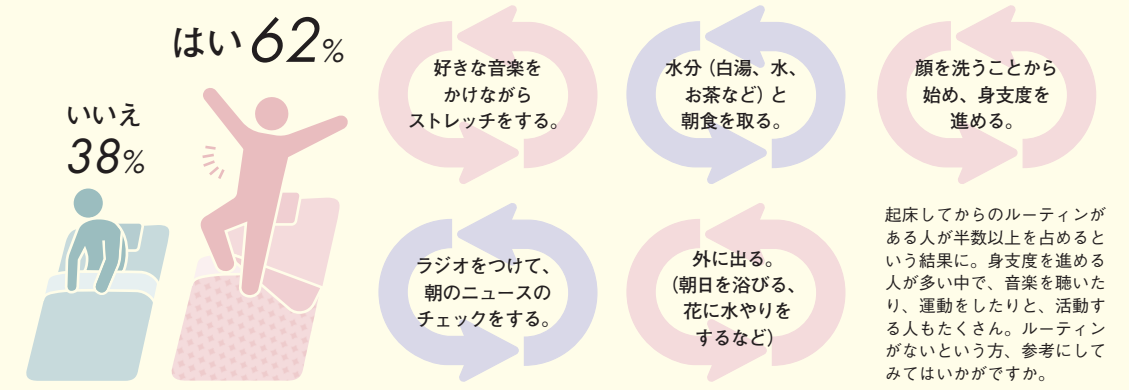 はい62%
いいえ
38%
好きな音楽を
かけながら
ストレッチをする。
水分（白湯、水、
お茶など）と
朝食を取る。
顔を洗うことから
始め、身支度を
進める。
ラジオをつけて、
朝のニュースの
チェックをする。
外に出る。
（朝日を浴びる、
花に水やりを
するなど）
起床してからのルーティンが
ある人が半数以上を占めると
いう結果に。身支度を進める
人が多い中で、音楽を聴いた
り、運動をしたりと、活動す
る人もたくさん。ルーティン
がないという方、参考にして
みてはいかがですか。